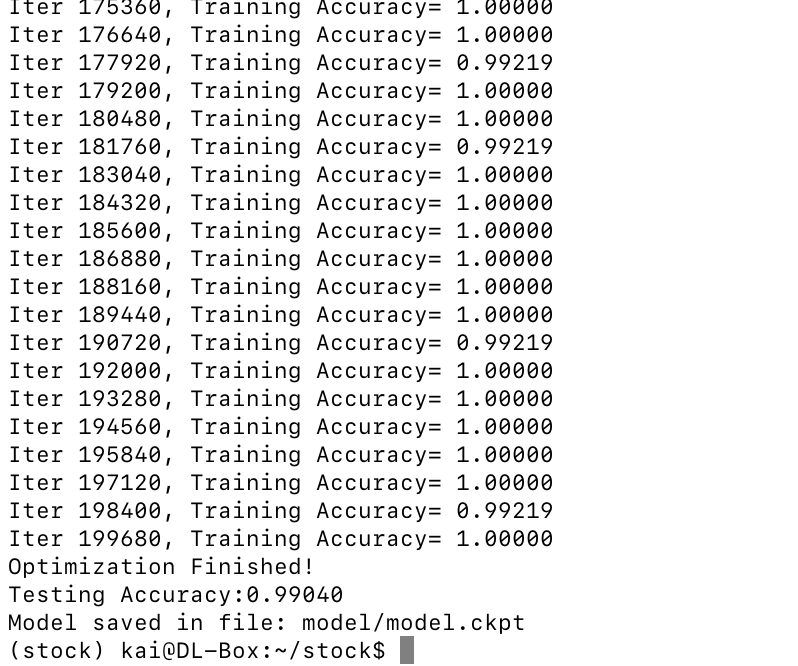 Iter 175360, Training Accuracy= 1.00000
Iter 176640, Training Accuracy= 1.00000
Iter 177920, Training Accuracy= 0.99219
Iter 179200, Training Accuracy= 1.00000
Iter 180480, Training Accuracy= 1.00000
Iter 181760, Training Accuracy= 0.99219
Iter 183040, Training Accuracy= 1.00000
Iter 184320, Training Accuracy= 1.00000
Iter 185600, Training Accuracy= 1.00000
Iter 186880, Training Accuracy= 1.00000
Iter 188160, Training Accuracy= 1.00000
Iter 189440, Training Accuracy= 1.00000
Iter 190720, Training Accuracy= 0.99219
Iter 192000, Training Accuracy= 1.00000
Iter 193280, Training Accuracy= 1.00000
Iter 194560, Training Accuracy= 1.00000
Iter 195840, Training Accuracy= 1.00000
Iter 197120, Training Accuracy= 1.00000
Iter 198400, Training Accuracy= 0.99219
Iter 199680, Training Accuracy= 1.00000
Optimization Finished!
Testing Accuracy:0.99040
Model saved in file: model/model.ckpt
(stock) kai@DL-Box:~/stock$